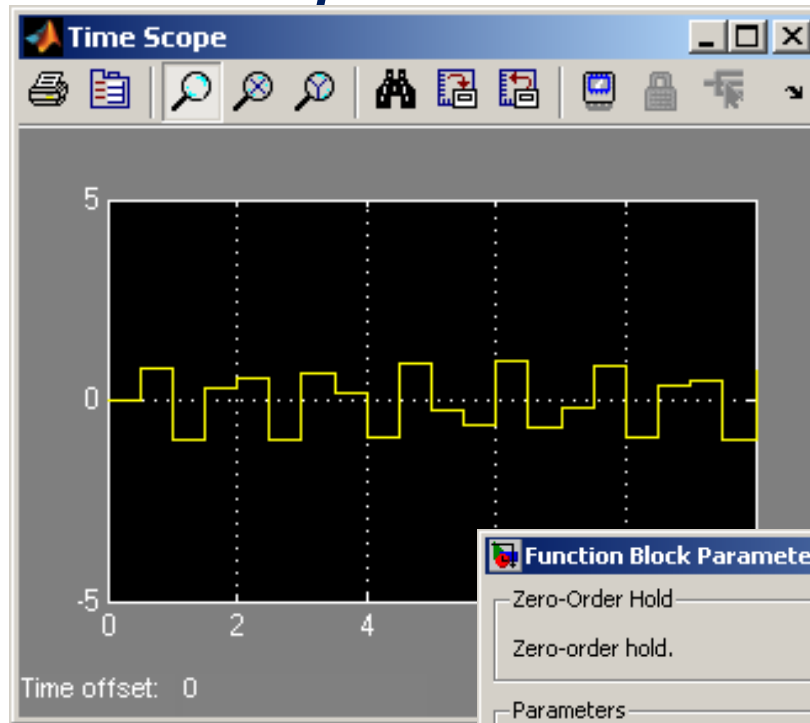 Time Scope
5
0
-5
0
2
4
Time offset: 0
Function Block Paramete
Zero-Order Hold
Zero-order hold.
Parameters